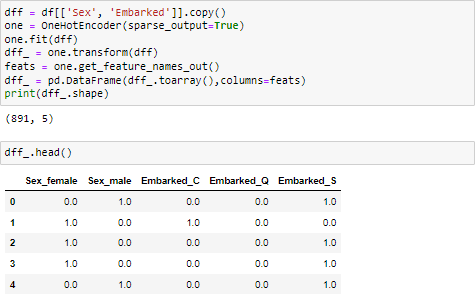 dff = df[['Sex', 'Embarked']].copy()
one = OneHotEncoder(sparse_output=True)
one.fit(dff)
dff_ = one.transform(dff)
feats = one.get_feature_names_out()
dff_ = pd.DataFrame(dff_.toarray(),columns=feats)
print(dff_.shape)
(891, 5)
dff_.head()
Sex_female Sex_male Embarked_C Embarked_Q Embarked_S
0 0.0 1.0 0.0 0.0 1.0
1 1.0 0.0 1.0 0.0 0.0
2 1.0 0.0 0.0 0.0 1.0
3 1.0 0.0 0.0 0.0 1.0
4 0.0 1.0 0.0 0.0 1.0